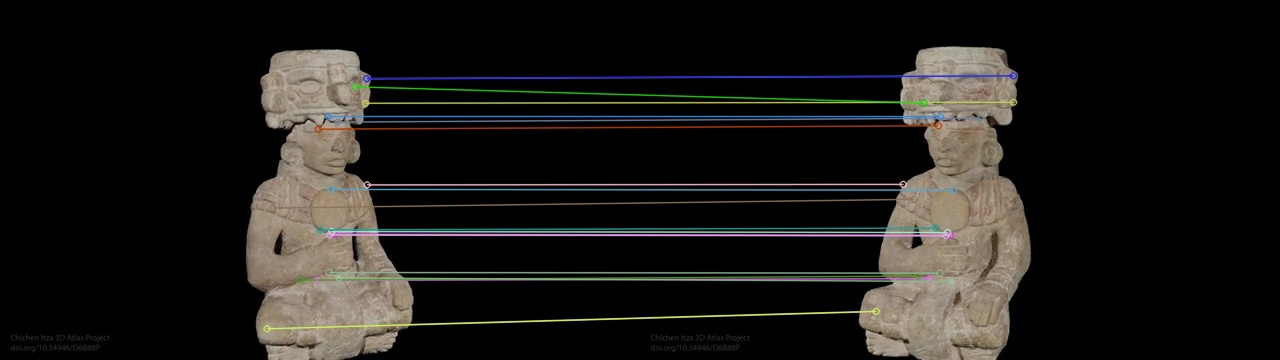 Chichen Itza 3D Atlas Project
doi.org/10.34946/D6B88P
Chichen Itza 3D Atlas Project
doi.org/10.34946/D6B88P